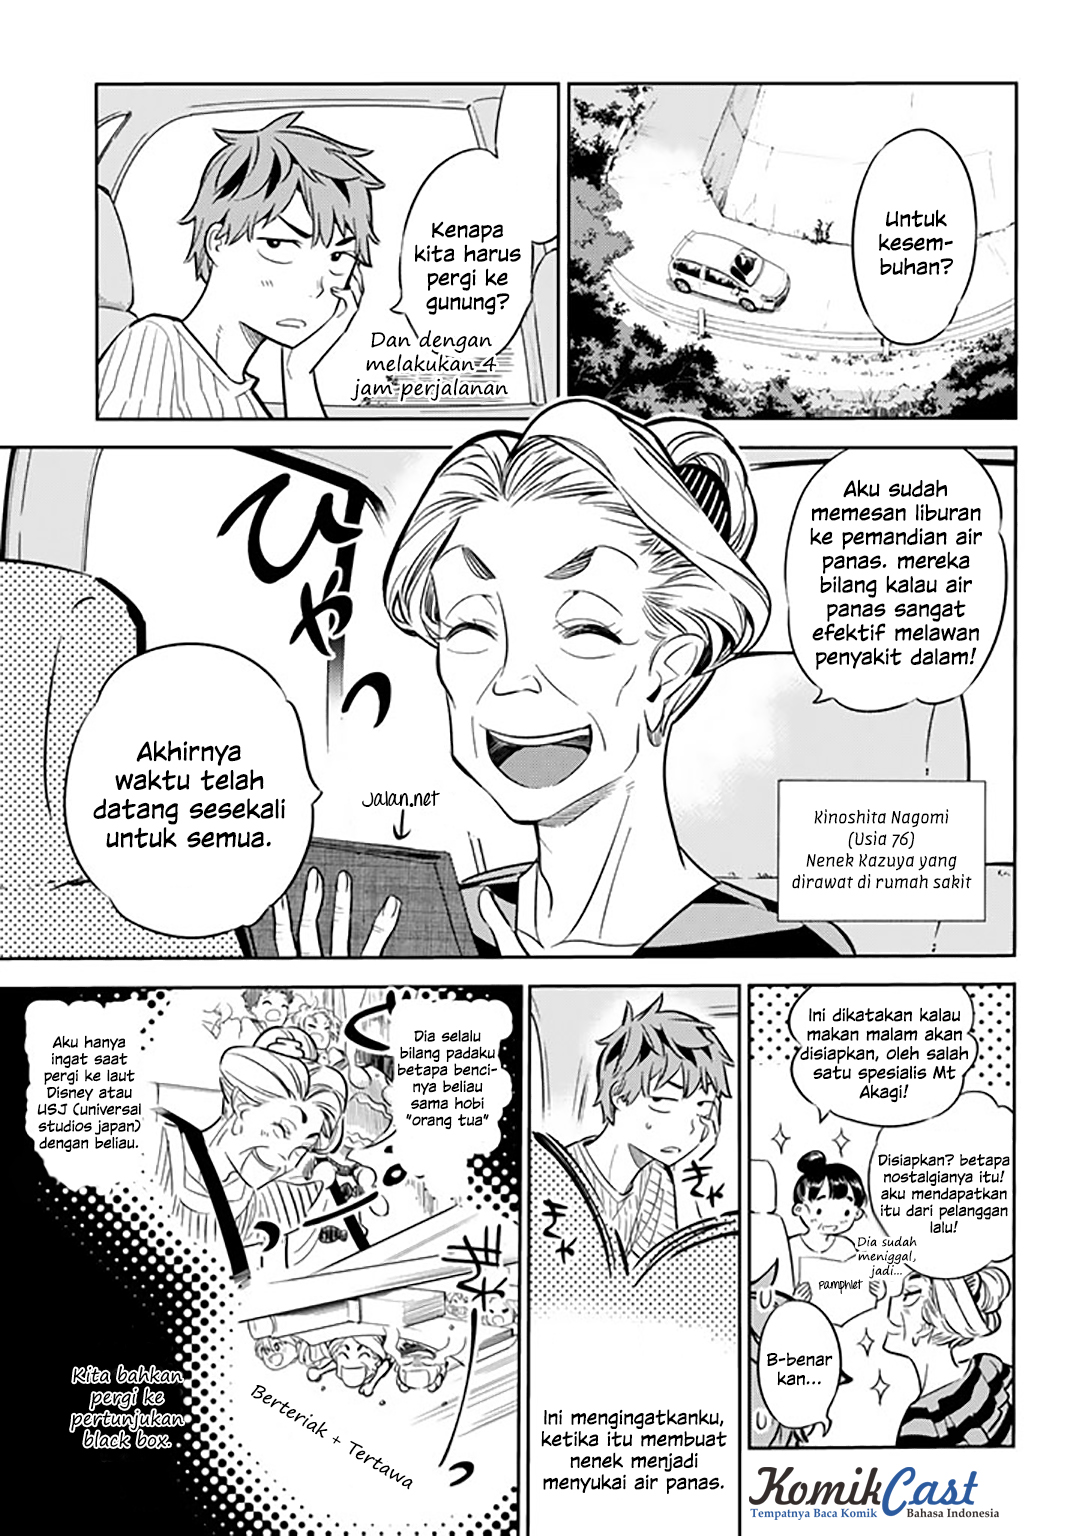 Untuk
kesem-
buhan?
Kenapa
kita harus
pergi ke
gunung?
Dan dengan
melakukan 4
jam perjalanan
Aku sudah
memesan liburan
ke pemandian air
panas. mereka
bilang kalau air
panas sangat
efektif melawan
penyakit dalam!
ひゃっ
Akhirnya
waktu telah
datang sesekali
untuk semua.
Jalan.net
Kinoshita Nagomi
(Usia 76)
Nenek Kazuya yang
dirawat di rumah sakit
Ini dikatakan kalau
makan malam akan
disiapkan, oleh salah
satu spesialis Mt
Akagi!
Disiapkan? betapa
nostalgianya itu!
aku mendapatkan
itu dari pelanggan
lalu!
Dia sudah
meniggal,
jadi...
pamphlet
B-benar
kan...
Ini mengingatkanku,
ketika itu membuat
nenek menjadi
menyukai air panas.
Dia selalu
bilang padaku
betapa benci-
nya beliau
sama hobi
"orang tua"
Aku hanya
ingat saat
pergi ke laut
Disney atau
USJ (universal
studios japan)
dengan beliau.
Kita bahkan
pergi ke
pertunjukan
black box.
Berteriak + Tertawa
KomikCast
Tempatnya Baca Komik Bahasa Indonesia